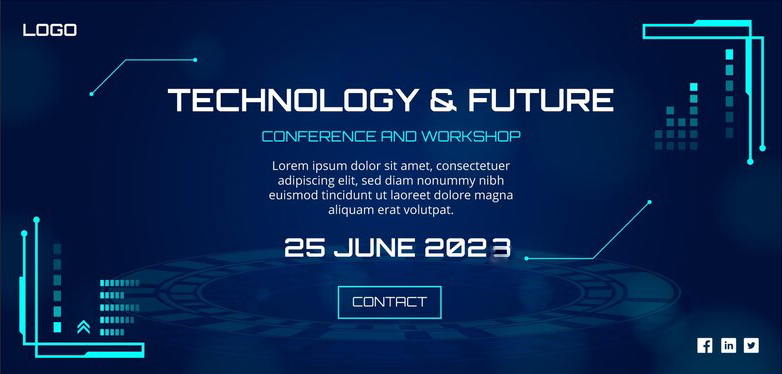 LOGO
TECHNOLOGY & FUTURE
CONFERENCE AND WORKSHOP
Lorem ipsum dolor sit amet, consectetuer
adipiscing elit, sed diam nonummy nibh
euismod tincidunt ut laoreet dolore magna
aliquam erat volutpat.
25 JUNE 2023
CONTACT